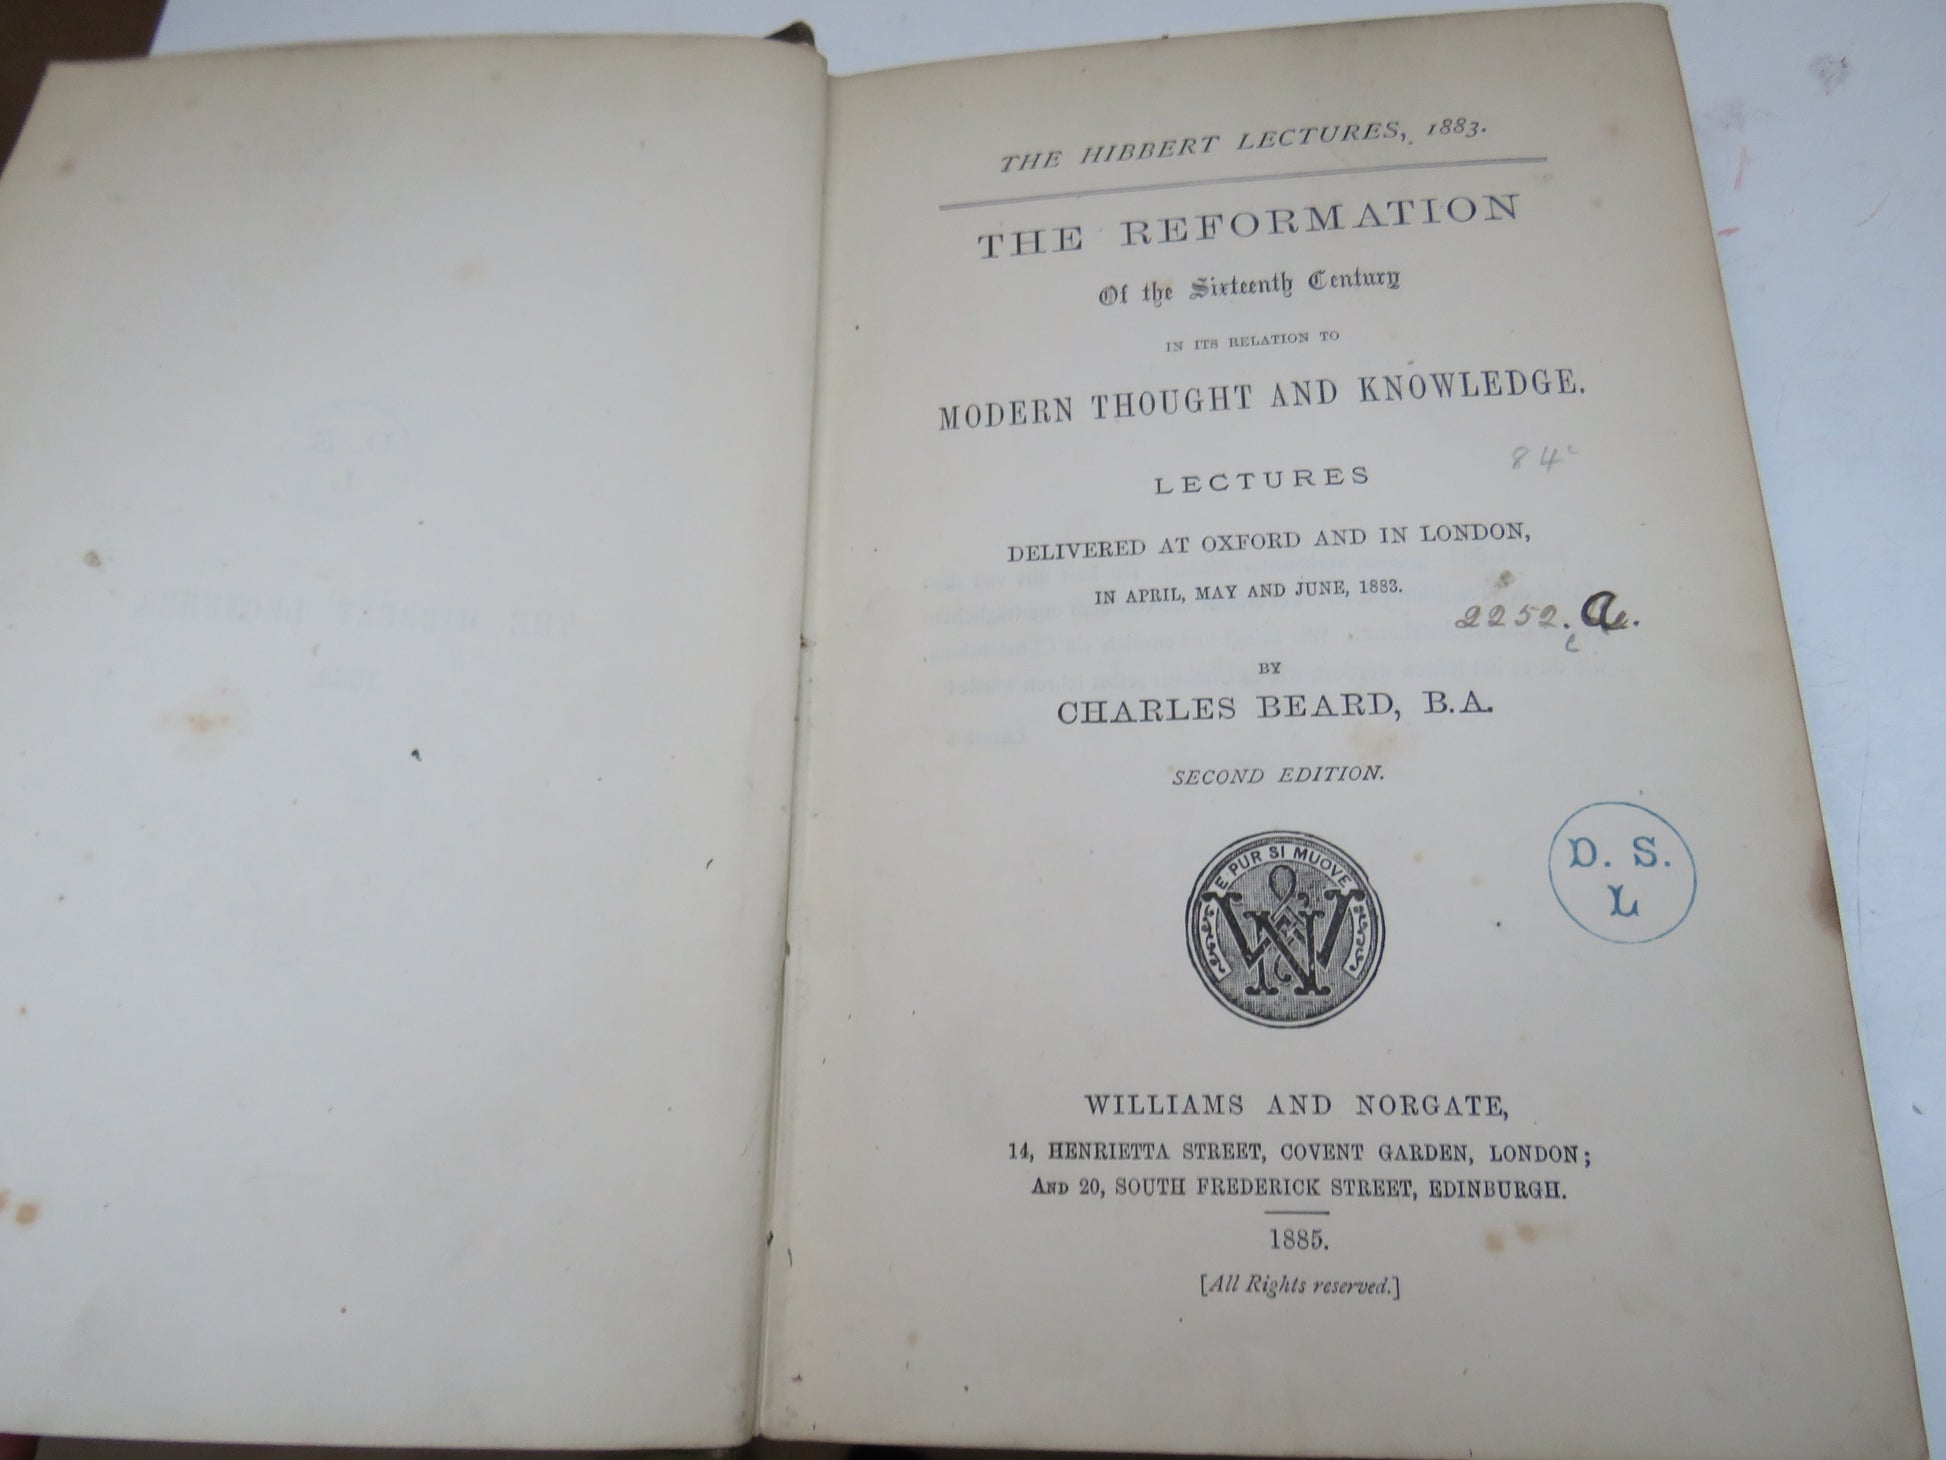 THE HIBBERT LECTURES, 1883.
THE REFORMATION
Of the Sixteenth Century
IN ITS RELATION TO
MODERN THOUGHT AND KNOWLEDGE.
84
LECTURES
DELIVERED AT OXFORD AND IN LONDON,
IN APRIL, MAY AND JUNE, 1883.
2252. a.
BY
CHARLES BEARD, B.A.
SECOND EDITION.
D. S.
L
E PUR SI MUOVE
W & N
WILLIAMS AND NORGATE,
14, HENRIETTA STREET, COVENT GARDEN, LONDON;
AND 20, SOUTH FREDERICK STREET, EDINBURGH.
1885.
[All Rights reserved.]